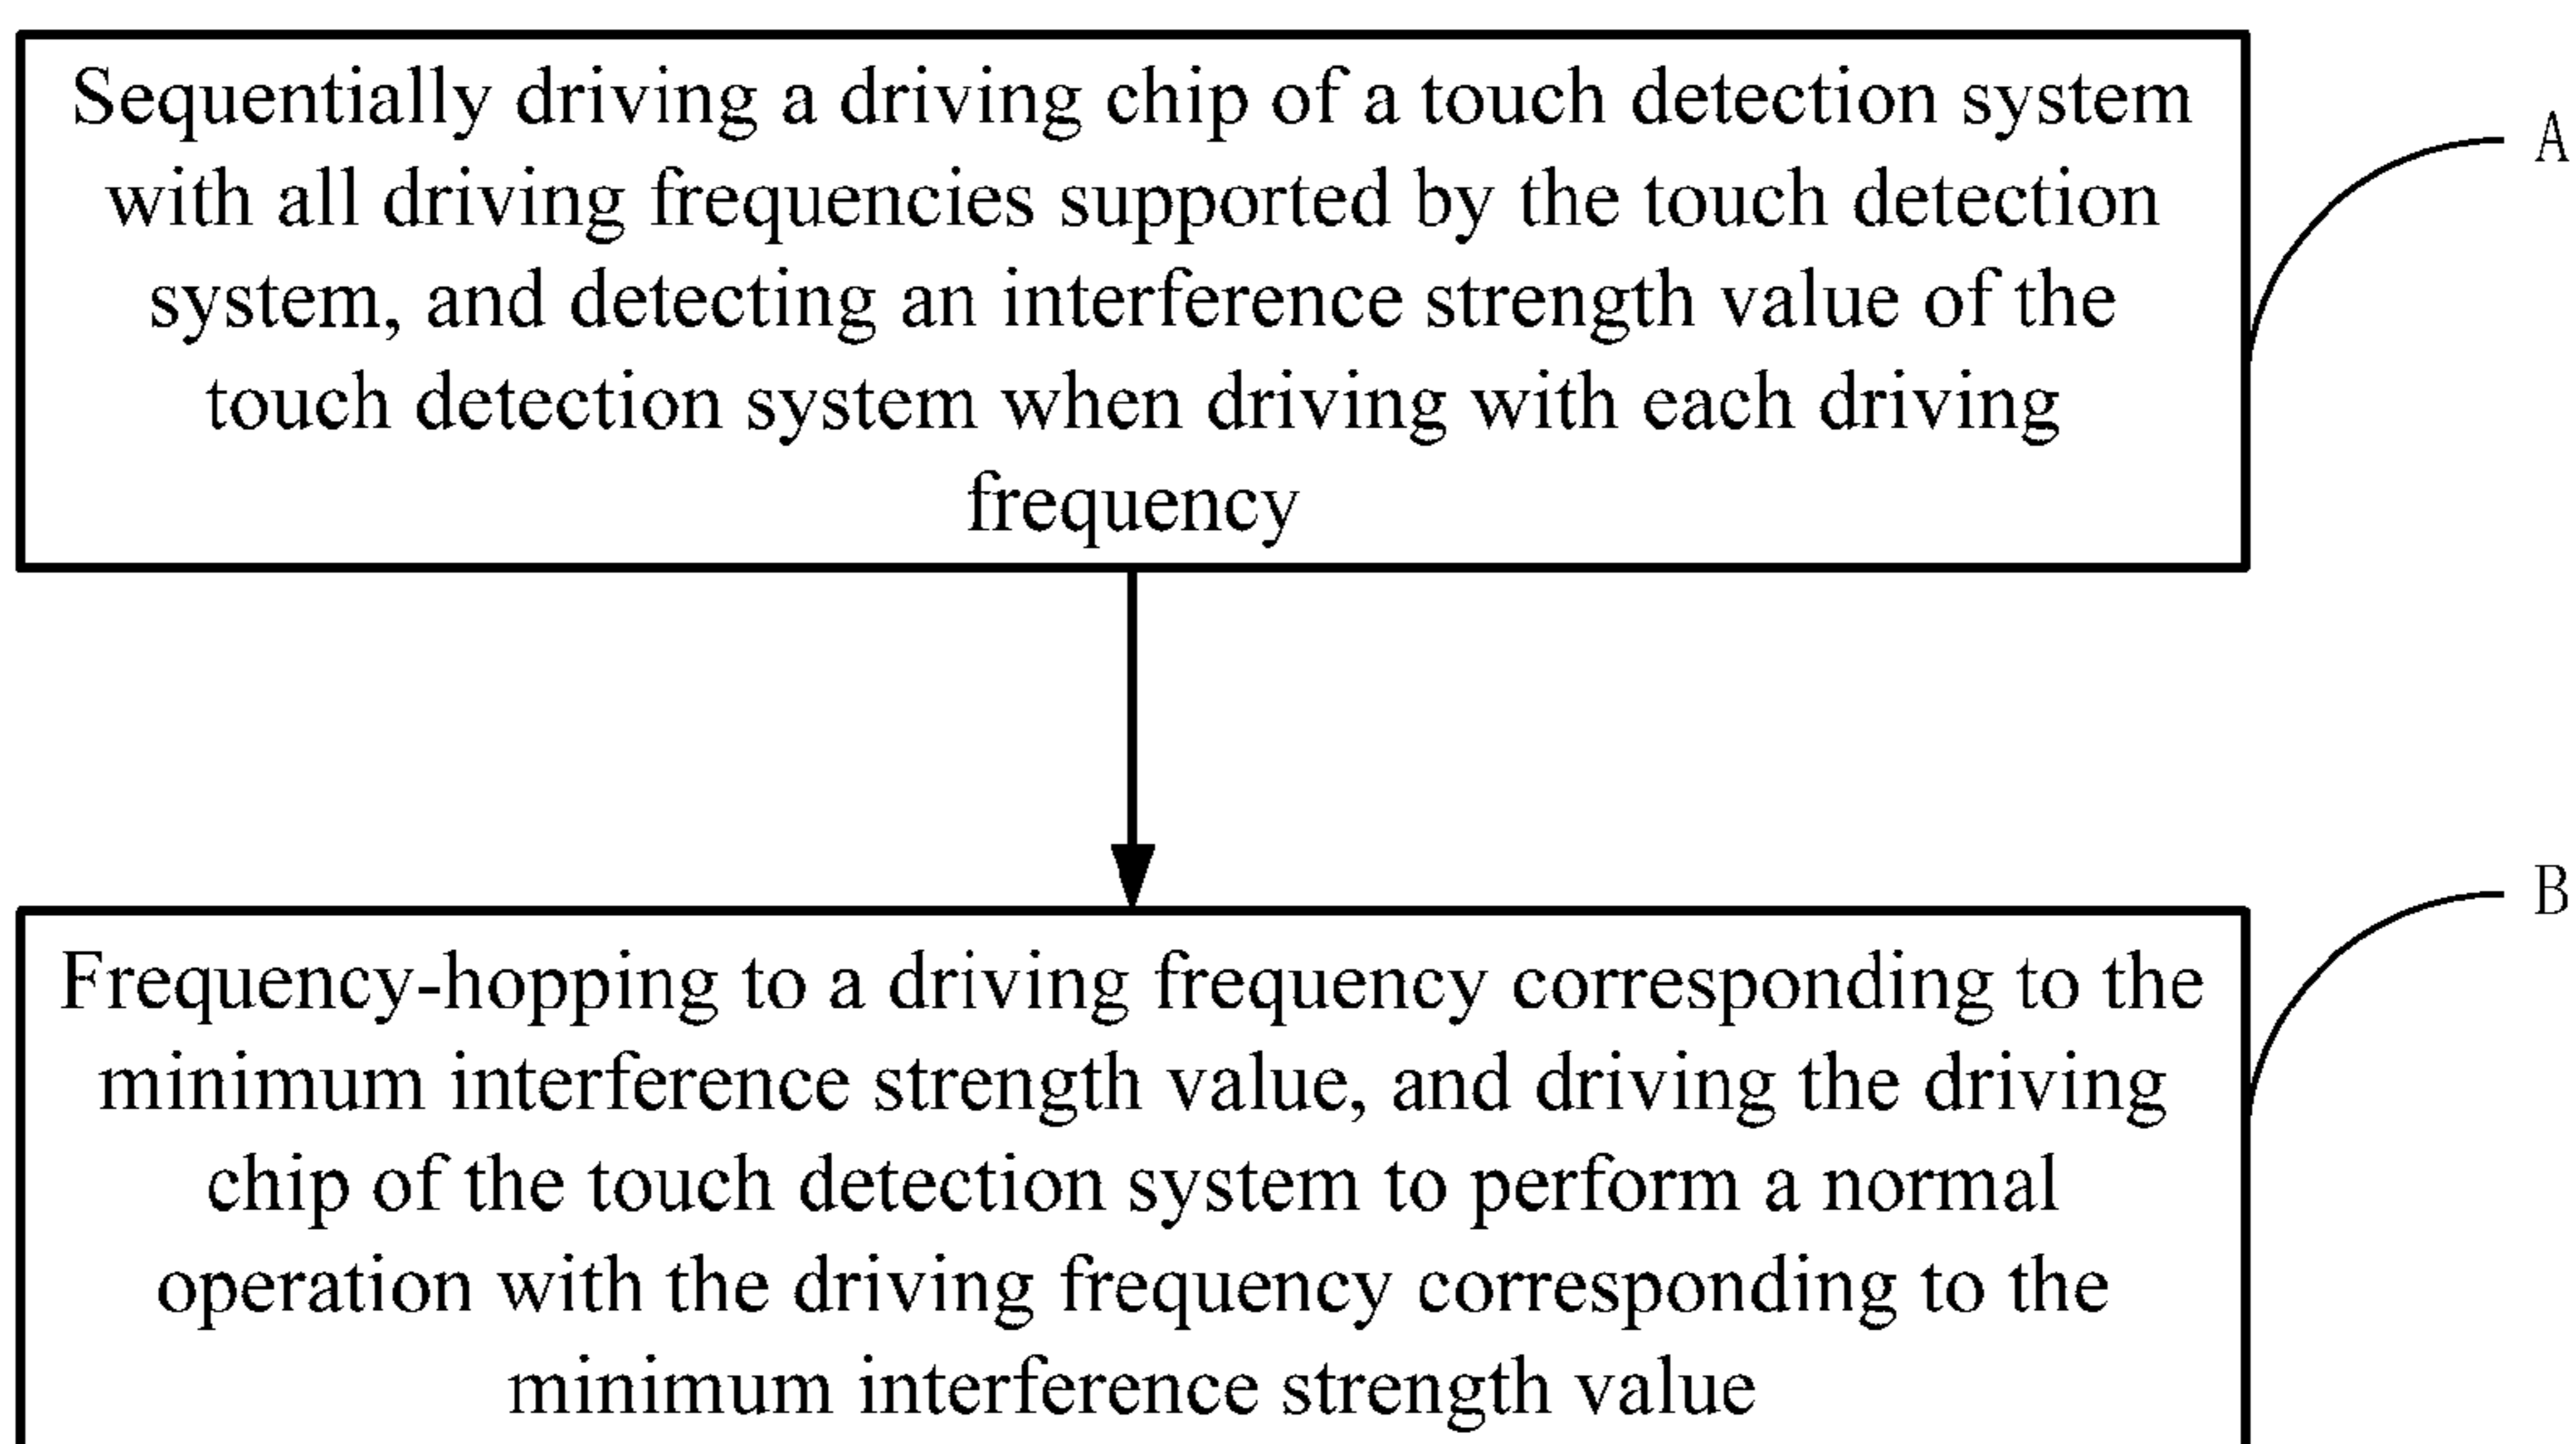 Sequentially driving a driving chip of a touch detection system
with all driving frequencies supported by the touch detection
system, and detecting an interference strength value of the
touch detection system when driving with each driving
frequency
A
Frequency-hopping to a driving frequency corresponding to the
minimum interference strength value, and driving the driving
chip of the touch detection system to perform a normal
operation with the driving frequency corresponding to the
minimum interference strength value
B